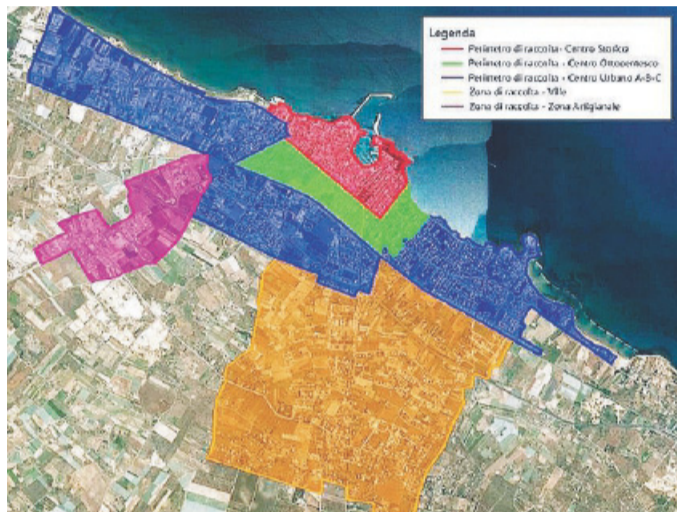 Legenda
Perimetro di raccolta - Centro Storico
Perimetro di raccolta - Centro Ottocentesco
Perimetro di raccolta - Centro Urbano A-B-C
Zona di raccolta - Ville
Zona di raccolta - Zona Artigianale